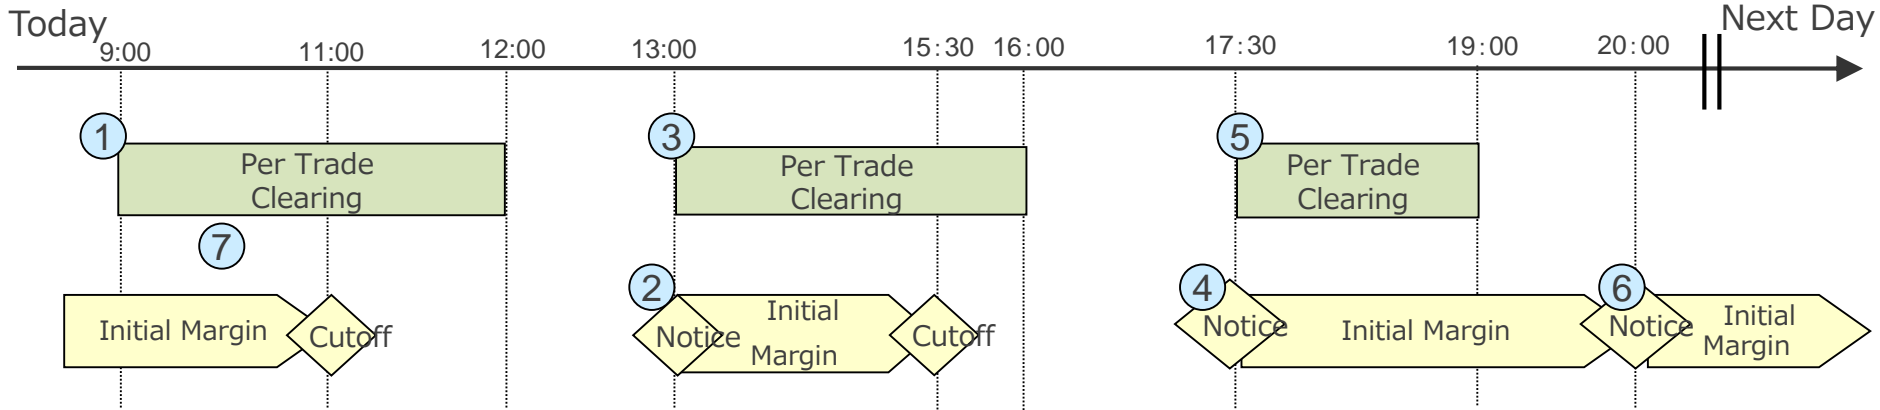 Today
Next Day
9:00
11:00
12:00
13:00
15:30
16:00
17:30
19:00
20:00
1
Per Trade
Clearing
3
Per Trade
Clearing
5
Per Trade
Clearing
7
Initial Margin
Cutoff
2
Notice
Initial
Margin
Cutoff
4
Notice
Initial Margin
6
Notice
Initial
Margin